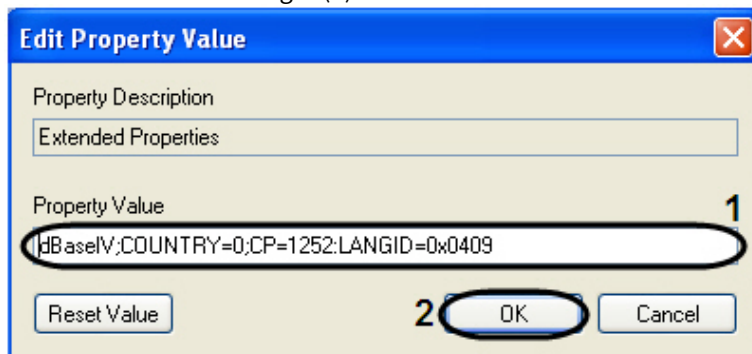 Edit Property Value
Property Description
Extended Properties
Property Value
1
dBaseIV;COUNTRY=0;CP=1252:LANGID=0x0409
Reset Value 2 OK Cancel